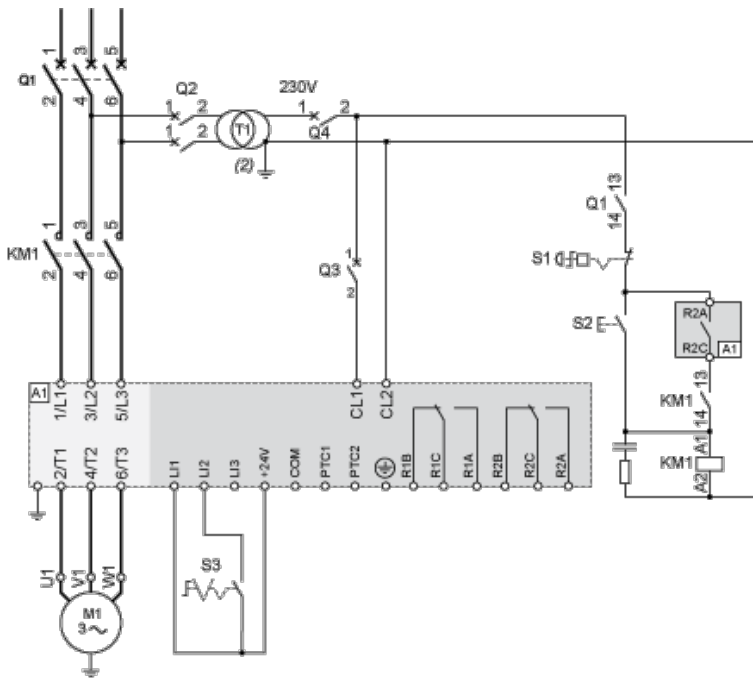 1 3 5
Q1
2 4 6
Q2
1 2
1 2
T1
(2)
230V
1 2
Q4
13
Q1
14
1 3 5
KM1
2 4 6
1
Q3
2
S1
S2
R2A
R2C
A1
13
KM1
14
A1
KM1
A2
A1
1/L1 3/L2 5/L3
CL1 CL2
2/T1 4/T2 6/T3
LI1 LI2 LI3 +24V COM PTC1 PTC2 R1B R1C R1A R2B R2C R2A
S3
U1 V1 W1
M1
3~